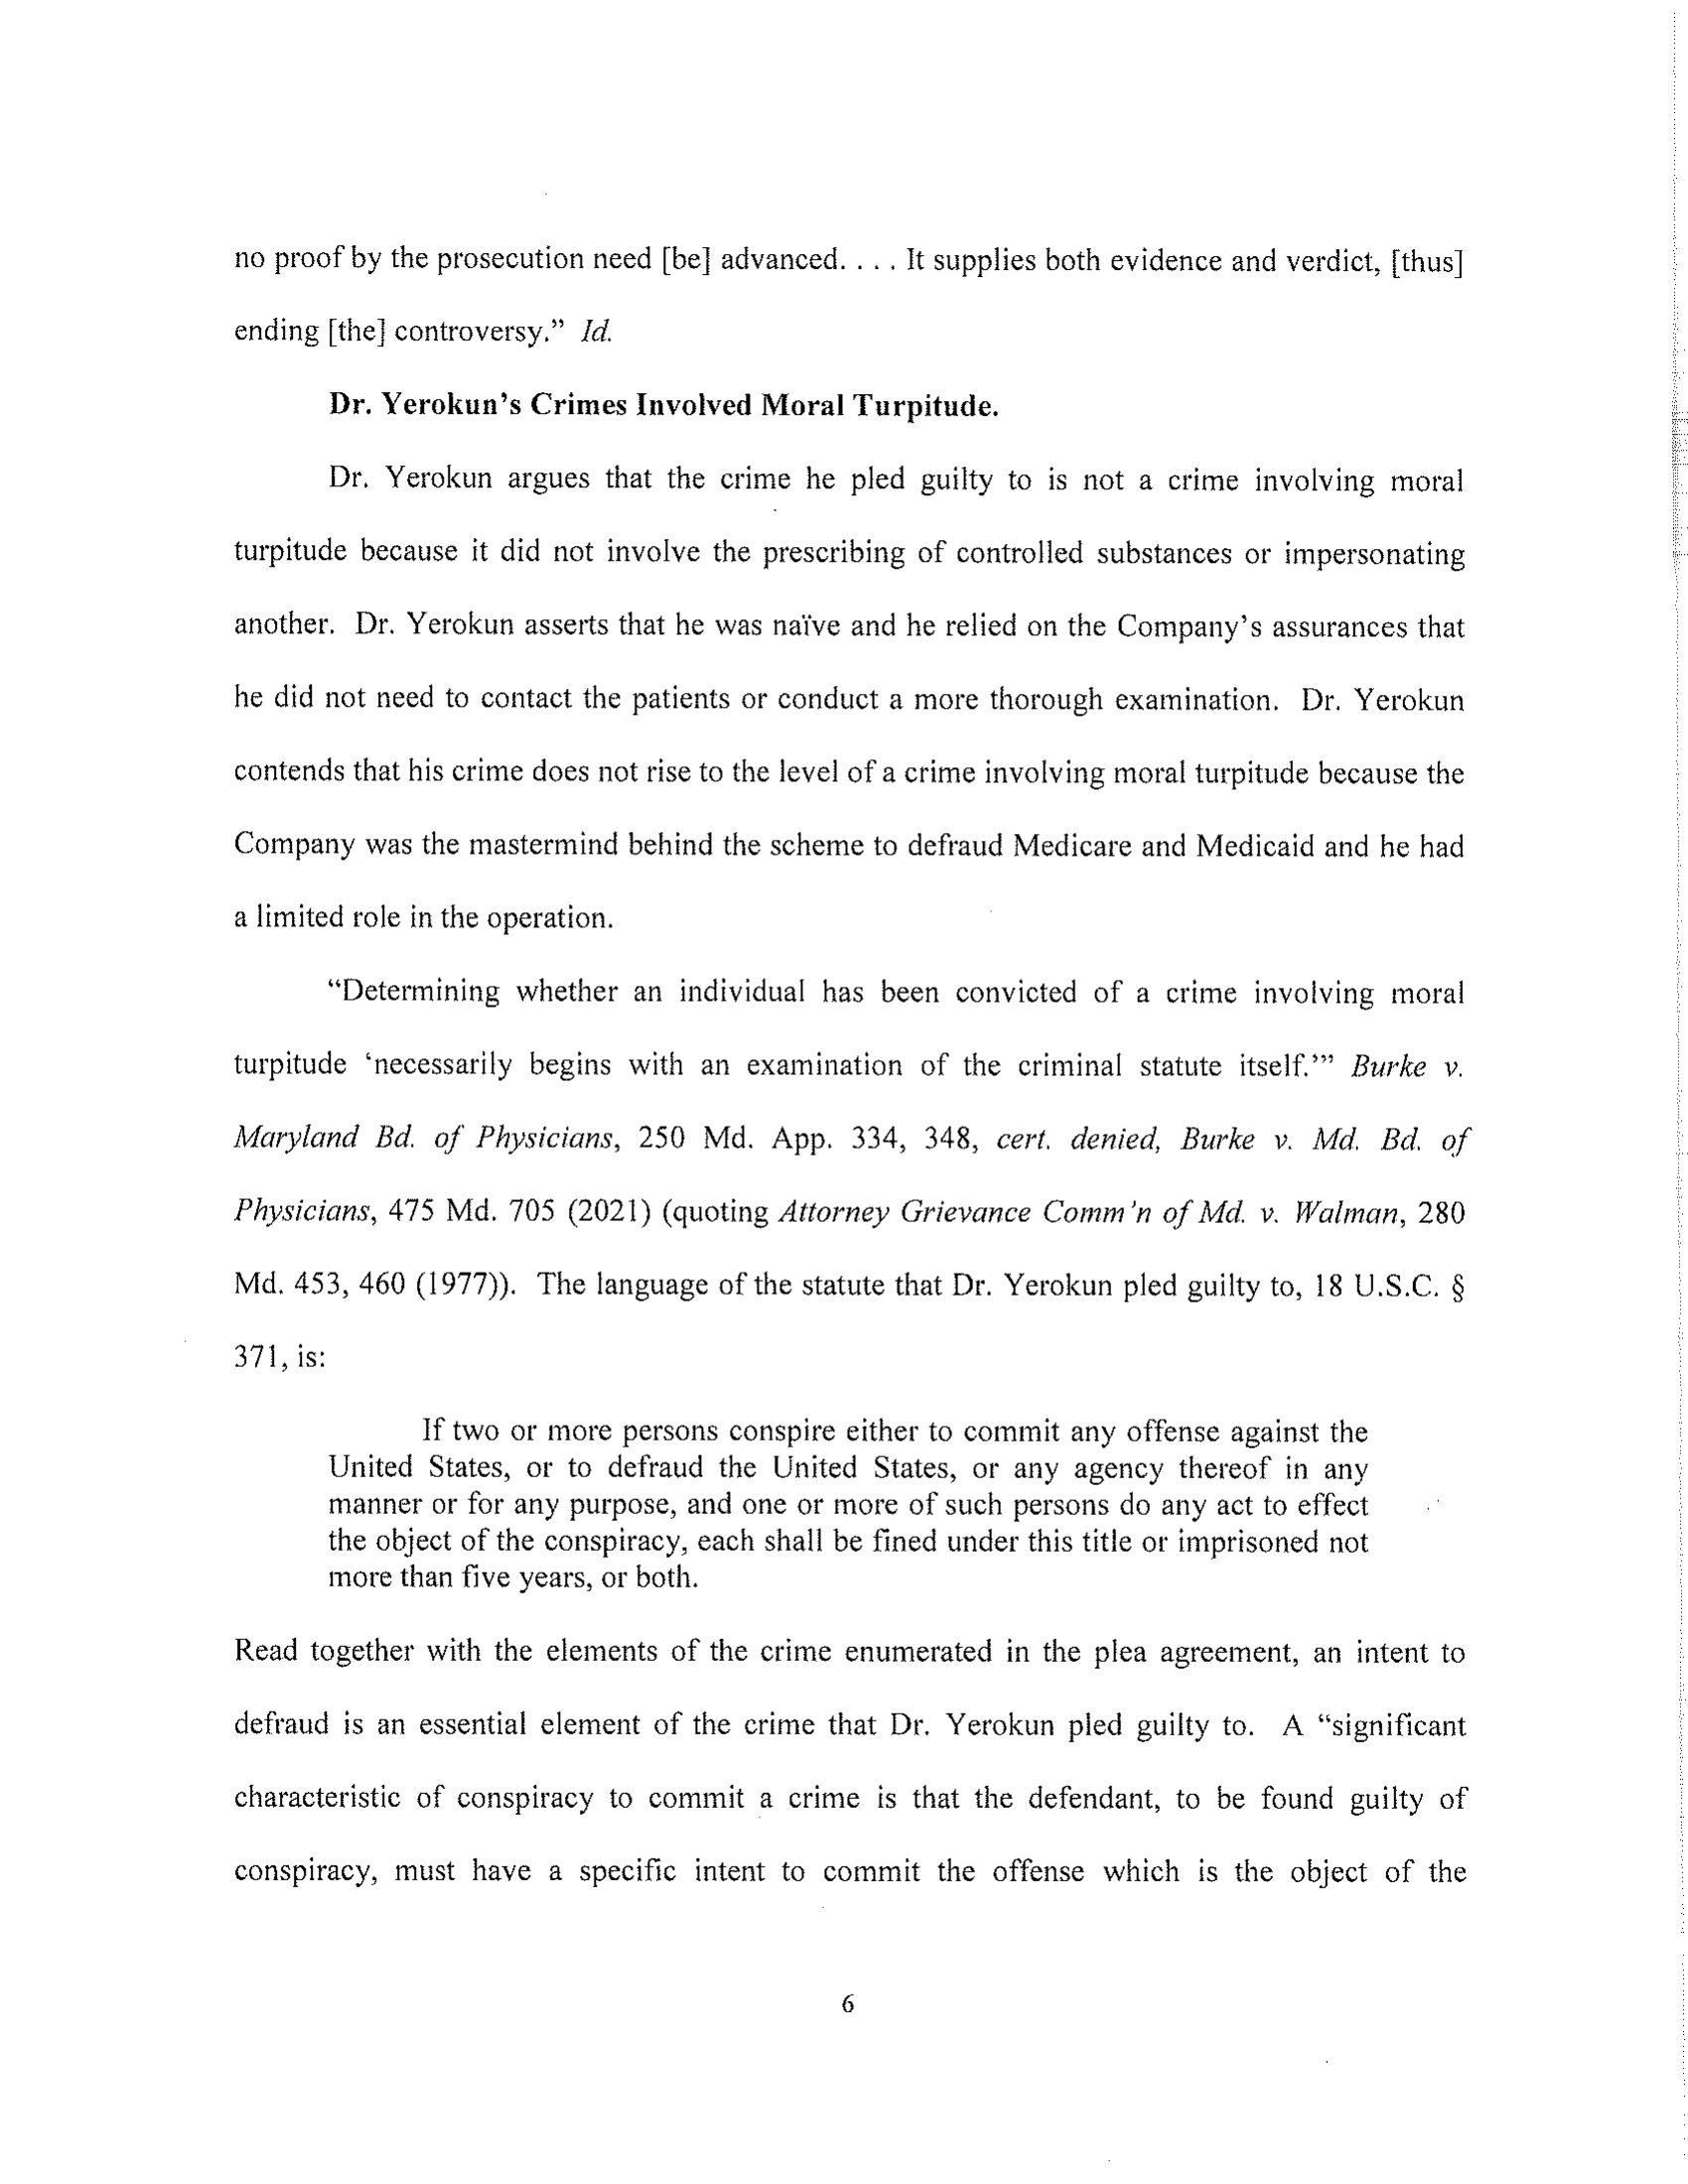 no proof by the prosecution need [be] advanced. . . . It supplies both evidence and verdict, [thus]
ending [the] controversy.” Id.
Dr. Yerokun’s Crimes Involved Moral Turpitude.
Dr. Yerokun argues that the crime he pled guilty to is not a crime involving moral
turpitude because it did not involve the prescribing of controlled substances or impersonating
another. Dr. Yerokun asserts that he was naïve and he relied on the Company’s assurances that
he did not need to contact the patients or conduct a more thorough examination. Dr. Yerokun
contends that his crime does not rise to the level of a crime involving moral turpitude because the
Company was the mastermind behind the scheme to defraud Medicare and Medicaid and he had
a limited role in the operation.
“Determining whether an individual has been convicted of a crime involving moral
turpitude ‘necessarily begins with an examination of the criminal statute itself.’” Burke v.
Maryland Bd. of Physicians, 250 Md. App. 334, 348, cert. denied, Burke v. Md. Bd. of
Physicians, 475 Md. 705 (2021) (quoting Attorney Grievance Comm’n of Md. v. Walman, 280
Md. 453, 460 (1977)). The language of the statute that Dr. Yerokun pled guilty to, 18 U.S.C. §
371, is:
If two or more persons conspire either to commit any offense against the
United States, or to defraud the United States, or any agency thereof in any
manner or for any purpose, and one or more of such persons do any act to effect
the object of the conspiracy, each shall be fined under this title or imprisoned not
more than five years, or both.
Read together with the elements of the crime enumerated in the plea agreement, an intent to
defraud is an essential element of the crime that Dr. Yerokun pled guilty to. A “significant
characteristic of conspiracy to commit a crime is that the defendant, to be found guilty of
conspiracy, must have a specific intent to commit the offense which is the object of the
6